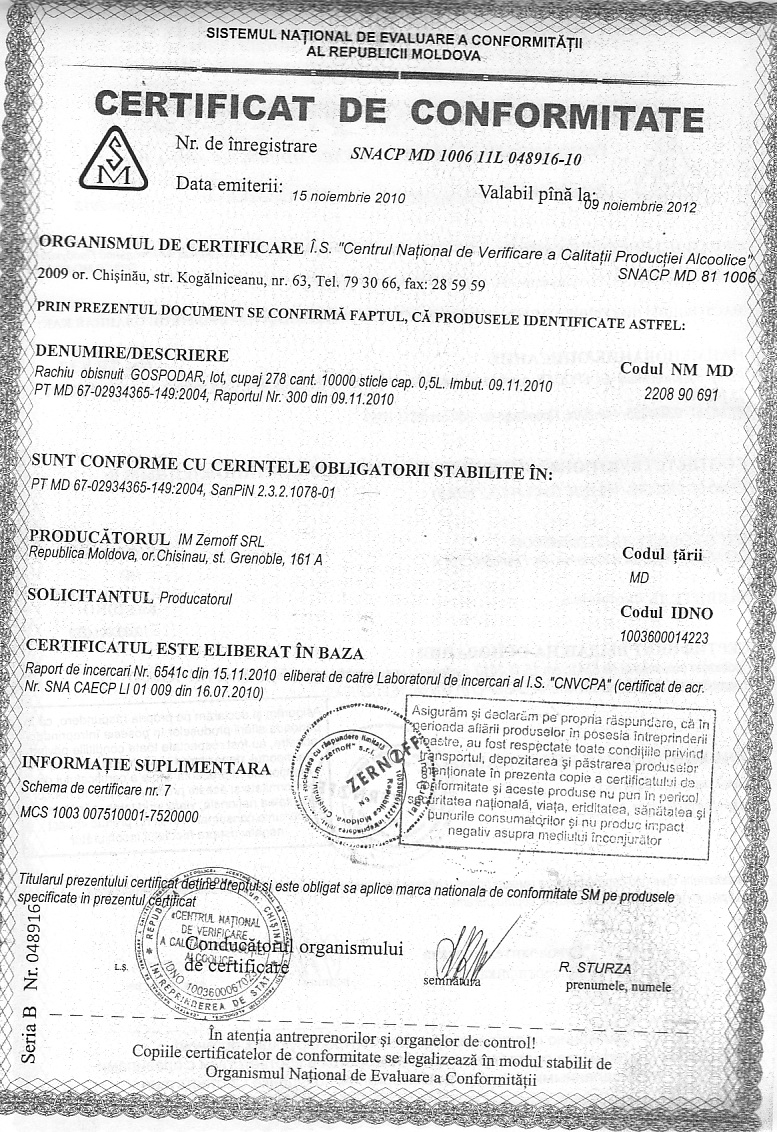 SISTEMUL NAȚIONAL DE EVALUARE A CONFORMITĂȚII
AL REPUBLICII MOLDOVA
CERTIFICAT DE CONFORMITATE
SM
Nr. de înregistrare SNACP MD 1006 11L 048916-10
Data emiterii: 15 noiembrie 2010 Valabil pînă la: 09 noiembrie 2012
ORGANISMUL DE CERTIFICARE Î.S. "Centrul Național de Verificare a Calitații Producției Alcoolice"
2009 or. Chișinău, str. Kogălniceanu, nr. 63, Tel. 79 30 66, fax: 28 59 59 SNACP MD 81 1006
PRIN PREZENTUL DOCUMENT SE CONFIRMĂ FAPTUL, CĂ PRODUSELE IDENTIFICATE ASTFEL:
DENUMIRE/DESCRIERE Codul NM MD
Rachiu obisnuit GOSPODAR, lot, cupaj 278 cant. 10000 sticle cap. 0,5L. Imbut. 09.11.2010 2208 90 691
PT MD 67-02934365-149:2004, Raportul Nr. 300 din 09.11.2010
SUNT CONFORME CU CERINȚELE OBLIGATORII STABILITE ÎN:
PT MD 67-02934365-149:2004, SanPiN 2.3.2.1078-01
PRODUCĂTORUL IM Zernoff SRL
Republica Moldova, or.Chisinau, st. Grenoble, 161 A
Codul țării
MD
SOLICITANTUL Producatorul
Codul IDNO
1003600014223
CERTIFICATUL ESTE ELIBERAT ÎN BAZA
Raport de incercari Nr. 6541c din 15.11.2010 eliberat de catre Laboratorul de incercari al I.S. "CNVCPA" (certificat de acr.
Nr. SNA CAECP LI 01 009 din 16.07.2010)
Asigurăm și declarăm pe propria răspundere, că în
perioada aflării produselor în posesia întreprinderii
noastre, au fost respectate toate condițiile privind
transportul, depozitarea și păstrarea produselor
menționate în prezenta copie a certificatului de
conformitate și aceste produse nu pun în pericol
securitatea națională, viața, eriditatea, sănătatea și
bunurile consumatorilor și nu produc impact
negativ asupra mediului înconjurător
ZERNOFF
INFORMAȚIE SUPLIMENTARA
Schema de certificare nr. 7
MCS 1003 007510001-7520000
Titularul prezentului certificat detine dreptul si este obligat sa aplice marca nationala de conformitate SM pe produsele
specificate in prezentul certificat
CENTRUL NAȚIONAL
DE VERIFICARE
A CALITĂȚII
ALCOOLICE
ÎNTREPRINDEREA DE STAT
L.Ș.
Conducătorul organismului
de certificare
semnătura
R. STURZA
prenumele, numele
Seria B Nr. 048916
În atenția antreprenorilor și organelor de control!
Copiile certificatelor de conformitate se legalizează în modul stabilit de
Organismul Național de Evaluare a Conformității